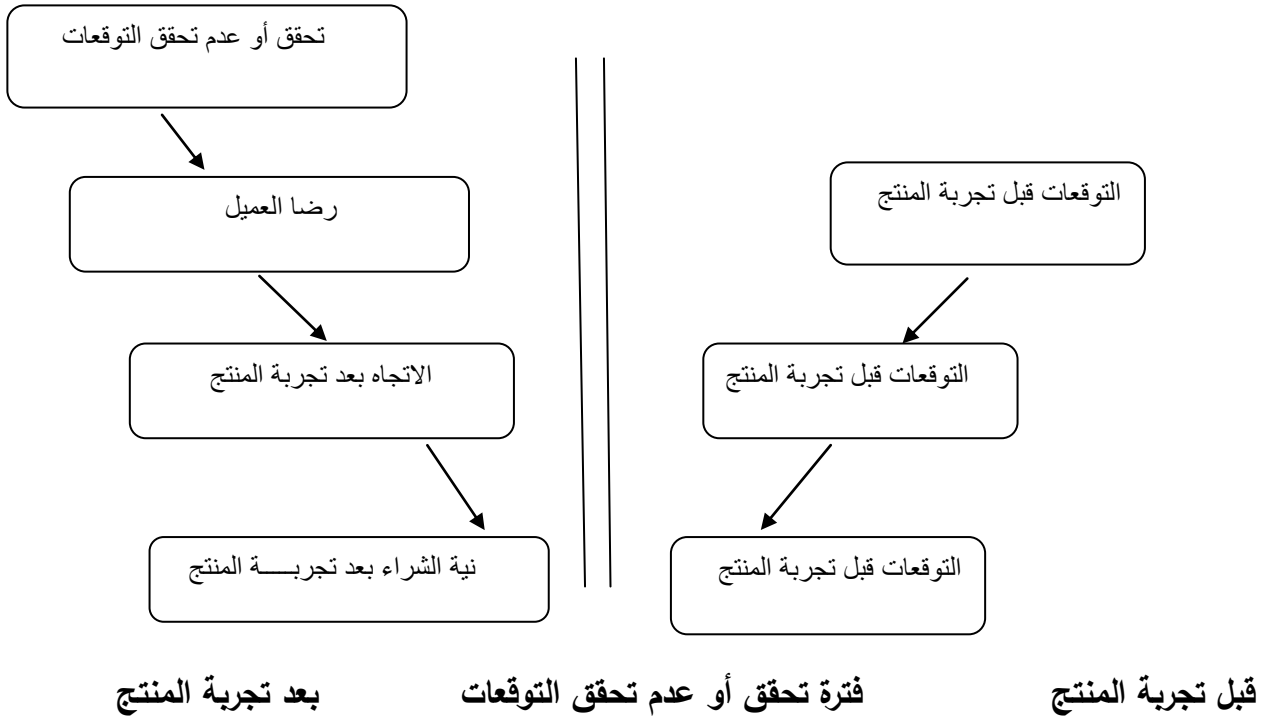 تحقق أو عدم تحقق التوقعات
التوقعات قبل تجربة المنتج
رضا العميل
التوقعات قبل تجربة المنتج
الاتجاه بعد تجربة المنتج
التوقعات قبل تجربة المنتج
نية الشراء بعد تجربـــــة المنتج
قبل تجربة المنتج فترة تحقق أو عدم تحقق التوقعات بعد تجربة المنتج